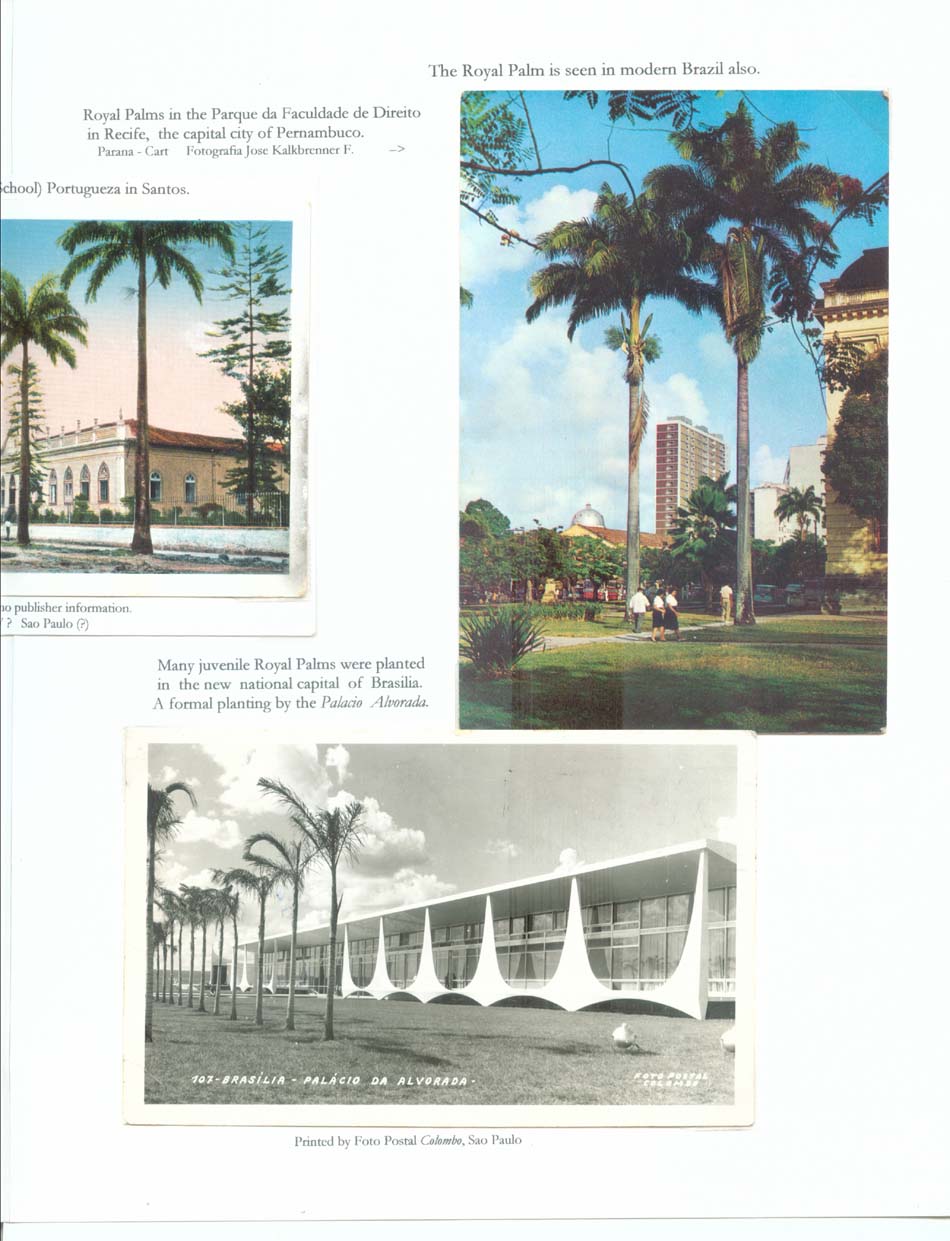 The Royal Palm is seen in modern Brazil also.
Royal Palms in the Parque da Faculdade de Direito
in Recife, the capital city of Pernambuco.
Parana - Cart Fotografia Jose Kalkbrenner F. -->
School) Portugueza in Santos.
no publisher information.
? Sao Paulo (?)
Many juvenile Royal Palms were planted
in the new national capital of Brasilia.
A formal planting by the Palacio Alvorada.
107-BRASÍLIA - PALÁCIO DA ALVORADA-
FOTO POSTAL
COLOMBO
Printed by Foto Postal Colombo, Sao Paulo